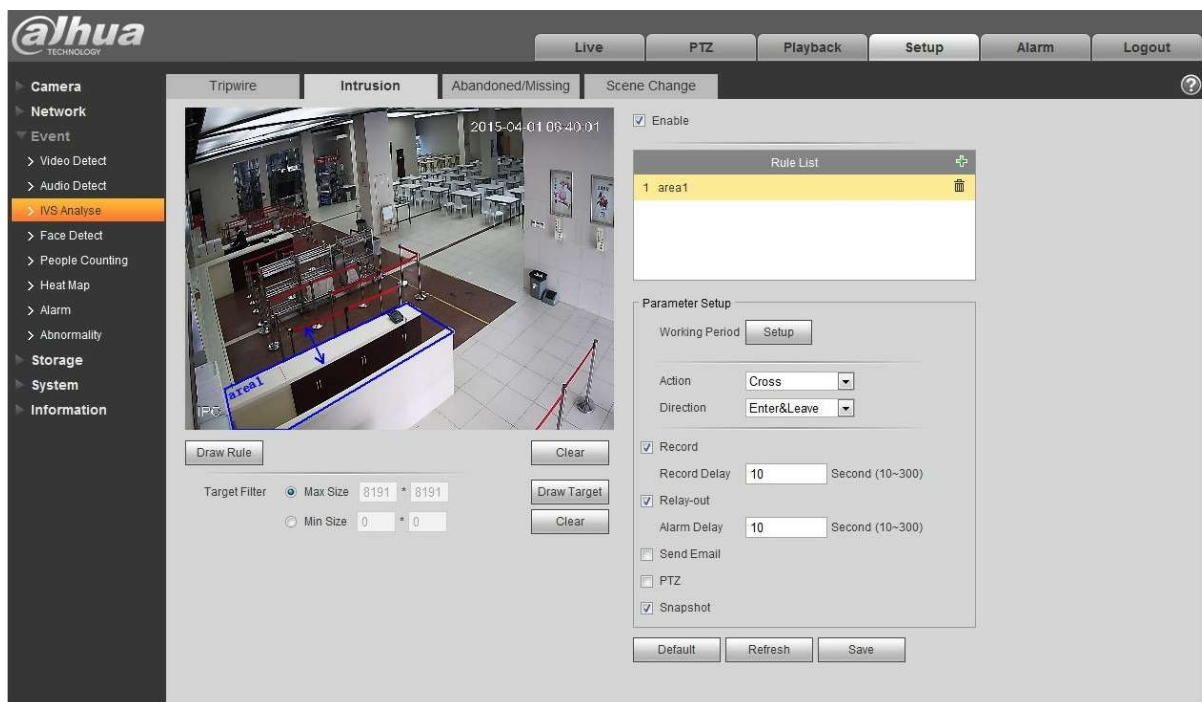 alhua
TECHNOLOGY
Live PTZ Playback Setup Alarm Logout
Camera
Network
Event
Video Detect
Audio Detect
IVS Analyse
Face Detect
People Counting
Heat Map
Alarm
Abnormality
Storage
System
Information
Tripwire Intrusion Abandoned/Missing Scene Change
?
2015-04-01 06:40:01
area1
IPC
Draw Rule Clear
Target Filter Max Size 8191 * 8191 Draw Target
Min Size 0 * 0 Clear
Enable
Rule List
1 area1
Parameter Setup
Working Period Setup
Action Cross
Direction Enter&Leave
Record
Record Delay 10 Second (10~300)
Relay-out
Alarm Delay 10 Second (10~300)
Send Email
PTZ
Snapshot
Default Refresh Save